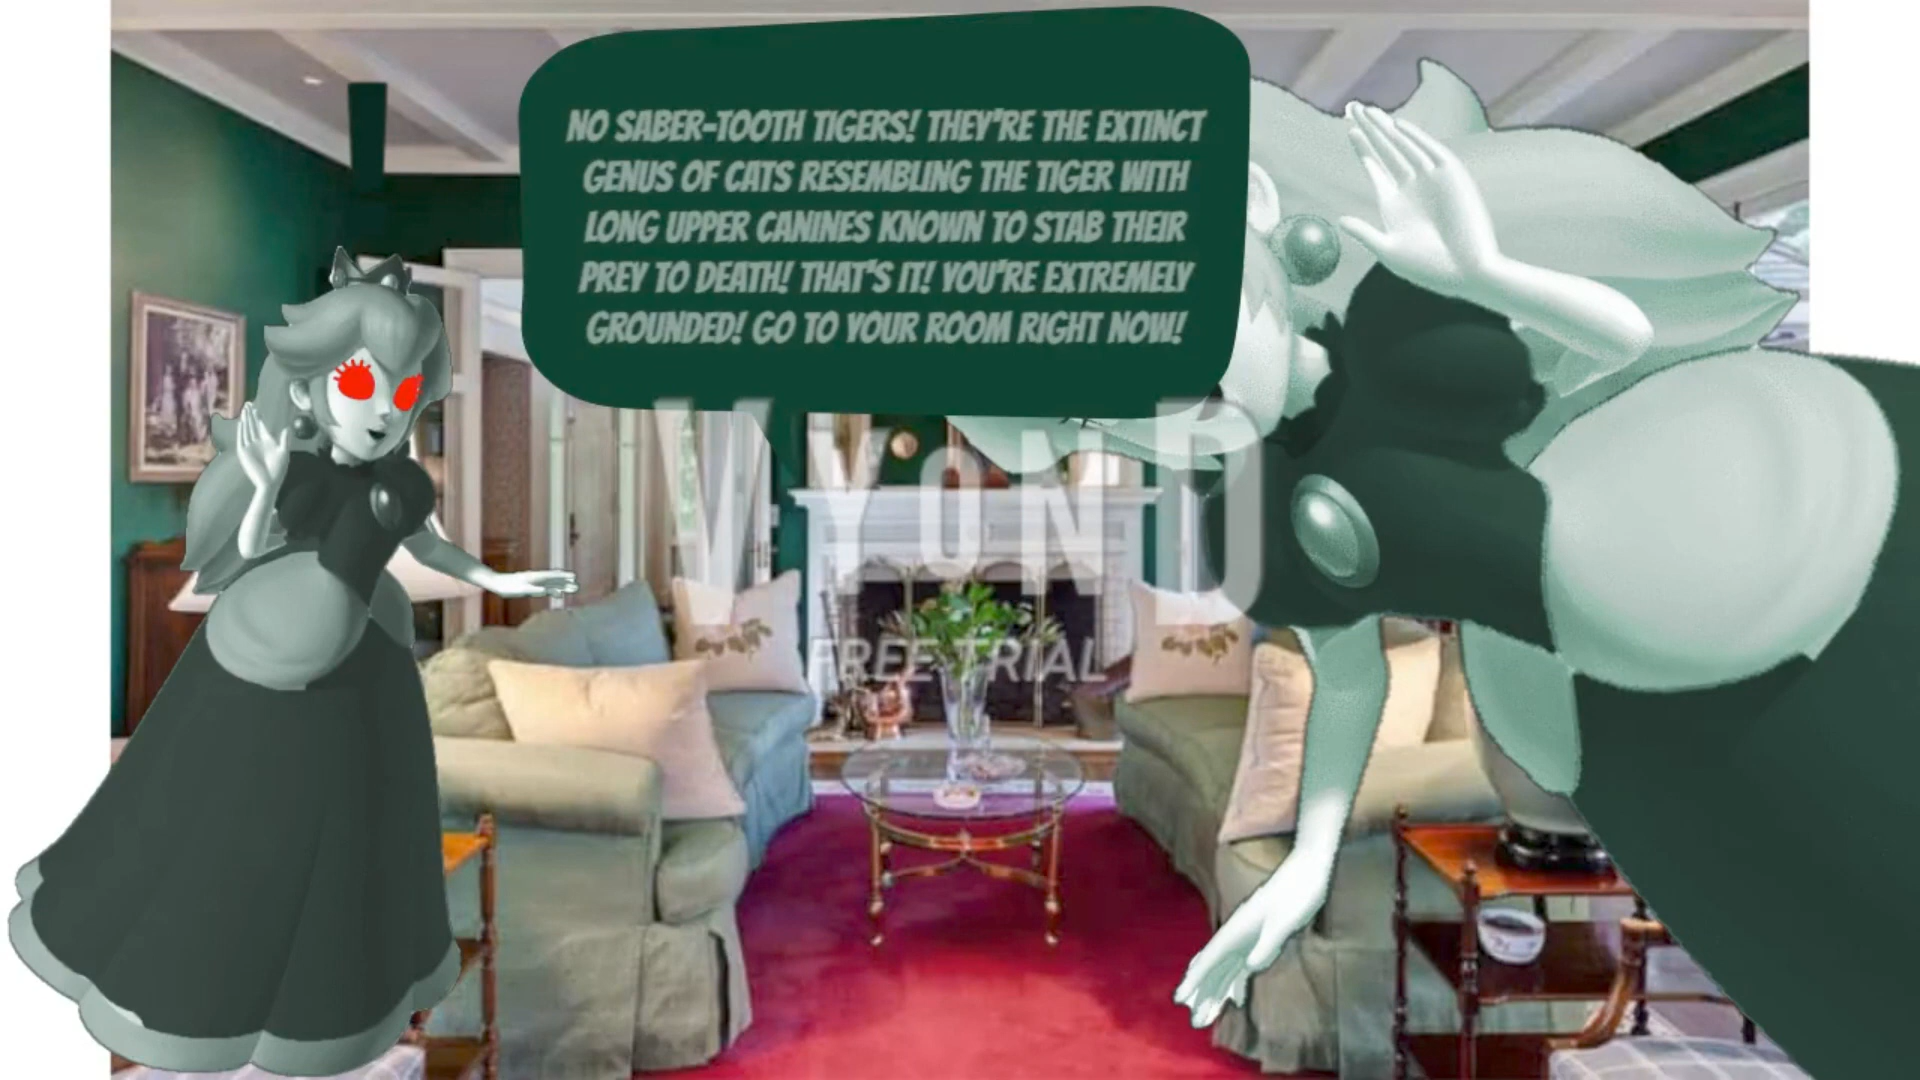 NO SABER-TOOTH TIGERS! THEY'RE THE EXTINCT
GENUS OF CATS RESEMBLING THE TIGER WITH
LONG UPPER CANINES KNOWN TO STAB THEIR
PREY TO DEATH! THAT'S IT! YOU'RE EXTREMELY
GROUNDED! GO TO YOUR ROOM RIGHT NOW!
VYOND
FREE TRIAL